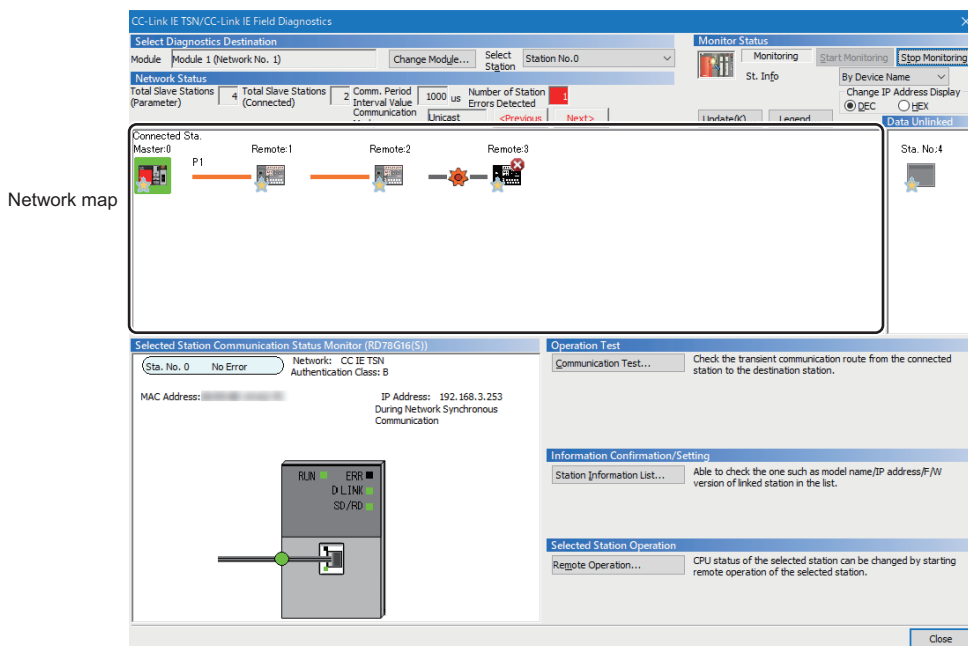 CC-Link IE TSN/CC-Link IE Field Diagnostics
Select Diagnostics Destination
Module Module 1 (Network No. 1) Change Module... Select Station Station No.0
Monitor Status
Monitoring Start Monitoring Stop Monitoring
St. Info By Device Name
Change IP Address Display
DEC HEX
Update(K) Legend
Network Status
Total Slave Stations (Parameter) 4 Total Slave Stations (Connected) 2 Comm. Period Interval Value 1000 us Number of Station Errors Detected 1
Communication Unicast <Previous Next>
Data Unlinked
Connected Sta.
Master:0 Remote:1 Remote:2 Remote:3 Sta. No:4
P1
Network map
Selected Station Communication Status Monitor (RD78G16(S))
Sta. No. 0 No Error
Network: CC IE TSN
Authentication Class: B
MAC Address:
IP Address: 192.168.3.253
During Network Synchronous
Communication
RUN ERR
D LINK
SD/RD
Operation Test
Communication Test...
Check the transient communication route from the connected
station to the destination station.
Information Confirmation/Setting
Station Information List...
Able to check the one such as model name/IP address/F/W
version of linked station in the list.
Selected Station Operation
Remote Operation...
CPU status of the selected station can be changed by starting
remote operation of the selected station.
Close